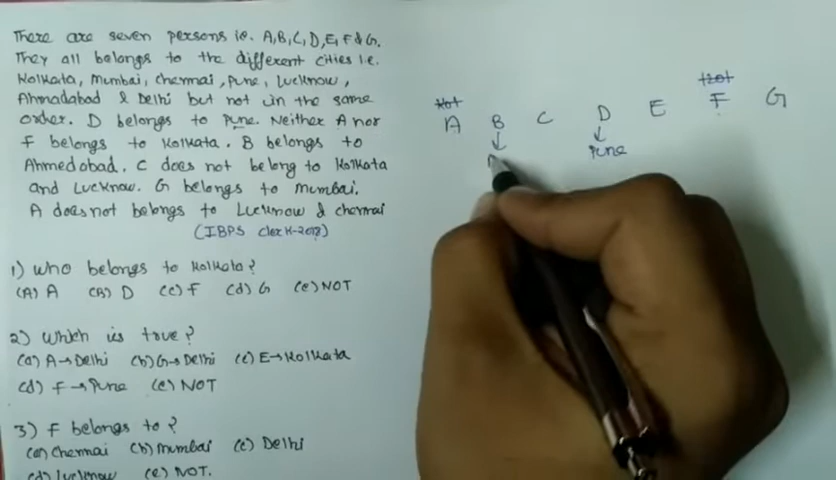 There are seven persons ie. A,B,C,D,E,F & G.
They all belongs to the different cities i.e.
Kolkata, Mumbai, chennai, Pune, Lucknow,
Ahmadabad & Delhi but not in the same
order. D belongs to Pune. Neither A nor
F belongs to Kolkata. B belongs to
Ahmedabad. C does not belong to Kolkata
and Lucknow. G belongs to Mumbai.
A does not belongs to Lucknow & chennai
(IBPS Clerk-2018)
1) who belongs to Kolkata?
(A) A (B) D (c) F (d) G (e) NOT
2) Which is true?
(a) A→Delhi (b) G→Delhi (c) E→Kolkata
(d) F→Pune (e) NOT
3) F belongs to?
(a) chennai (b) Mumbai (c) Delhi
(d) Lucknow (e) NOT.
A B C D E F G
Pune